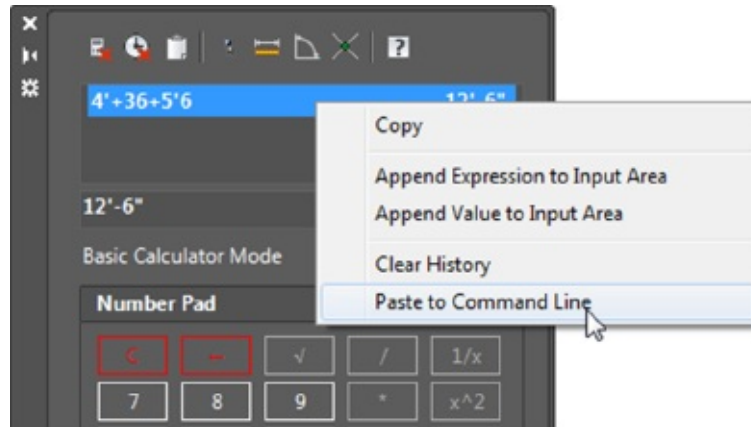 4'+36+5'6 12'-6"
Copy
Append Expression to Input Area
Append Value to Input Area
12'-6"
Basic Calculator Mode
Clear History
Number Pad
Paste to Command Line
C ← √ / 1/x
7 8 9 * x^2